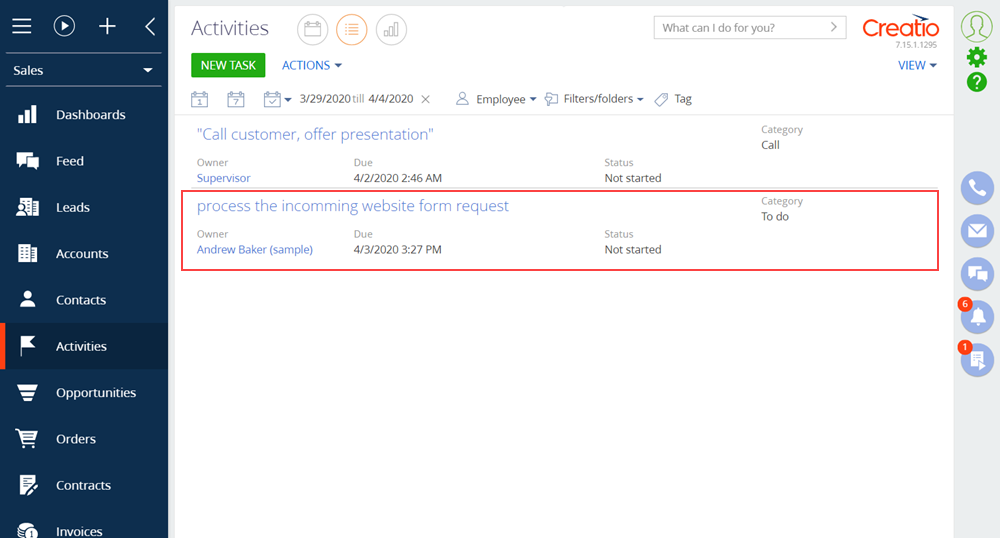 Activities
What can I do for you?
Creatio
7.15.1.1295
NEW TASK
ACTIONS
VIEW
Sales
1
7
3/29/2020 till 4/4/2020
Employee
Filters/folders
Tag
Dashboards
Feed
Leads
Accounts
Contacts
Activities
Opportunities
Orders
Contracts
Invoices
"Call customer, offer presentation"
Category
Call
Owner
Due
Status
Supervisor
4/2/2020 2:46 AM
Not started
process the incomming website form request
Category
To do
Owner
Due
Status
Andrew Baker (sample)
4/3/2020 3:27 PM
Not started
?
6
1